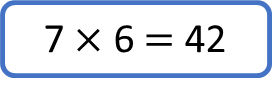 7 × 6 = 42